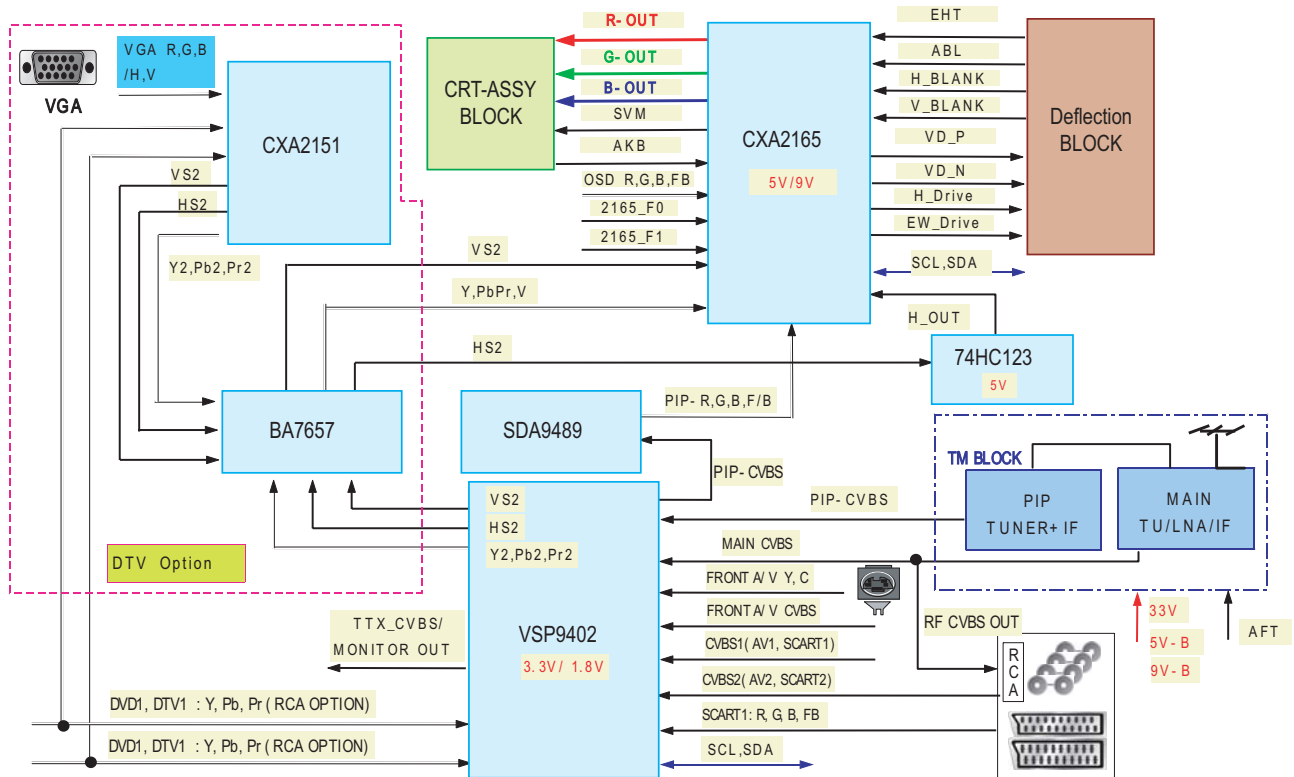 VGA
VGA R,G,B
/H,V
CXA2151
VS2
HS2
Y2,Pb2,Pr2
BA7657
DTV Option
CRT-ASSY
BLOCK
R-OUT
G-OUT
B-OUT
SVM
AKB
OSD R,G,B,FB
2165_F0
2165_F1
VS2
Y,PbPr,V
HS2
CXA2165
5V/9V
EHT
ABL
H_BLANK
V_BLANK
VD_P
VD_N
H_Drive
EW_Drive
SCL,SDA
Deflection
BLOCK
H_OUT
74HC123
5V
SDA9489
PIP-R,G,B,F/B
PIP-CVBS
VS2
HS2
Y2,Pb2,Pr2
VSP9402
3.3V/ 1.8V
TTX_CVBS/
MONITOR OUT
DVD1, DTV1 : Y, Pb, Pr ( RCA OPTION)
DVD1, DTV1 : Y, Pb, Pr ( RCA OPTION)
PIP-CVBS
MAIN CVBS
FRONT A/V Y, C
FRONT A/V CVBS
CVBS1( AV1, SCART1)
CVBS2( AV2, SCART2)
SCART1: R, G, B, FB
SCL,SDA
TM BLOCK
PIP
TUNER+ IF
MAIN
TU/LNA/IF
RF CVBS OUT
33V
5V-B
9V-B
AFT
RCA